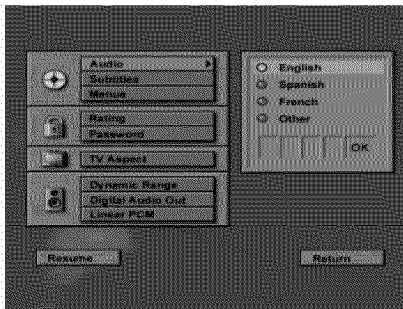 Audio
Subtitles
Menus
Rating
Password
TV Aspect
Dynamic Range
Digital Audio Out
Linear PCM
English
Spanish
French
Other
OK
Resume
Return